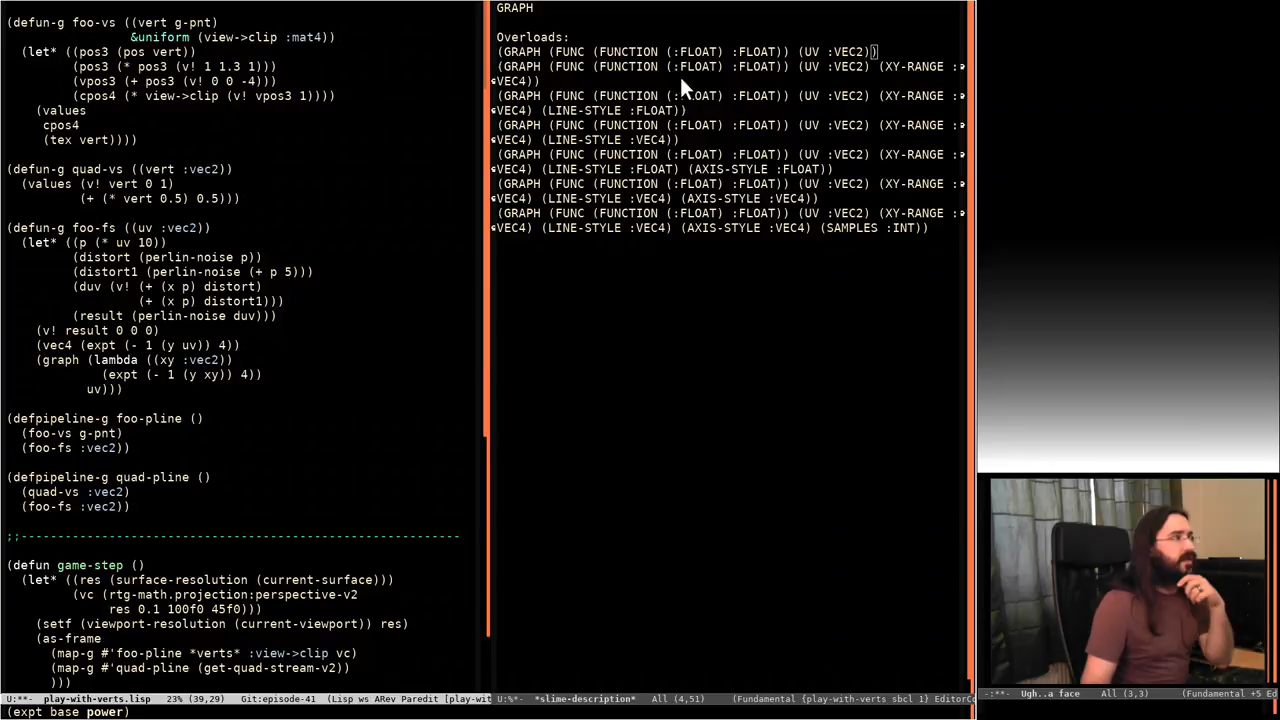 (defun-g foo-vs ((vert g-pnt)
&uniform (view->clip :mat4))
(let* ((pos3 (pos vert))
(pos3 (* pos3 (v! 1 1.3 1)))
(vpos3 (+ pos3 (v! 0 0 -4)))
(cpos4 (* view->clip (v! vpos3 1))))
(values
cpos4
(tex vert))))
(defun-g quad-vs ((vert :vec2))
(values (v! vert 0 1)
(+ (* vert 0.5) 0.5)))
(defun-g foo-fs ((uv :vec2))
(let* ((p (* uv 10))
(distort (perlin-noise p))
(distort1 (perlin-noise (+ p 5)))
(duv (v! (+ (x p) distort)
(+ (x p) distort1)))
(result (perlin-noise duv)))
(v! result 0 0 0)
(vec4 (expt (- 1 (y uv)) 4))
(graph (lambda ((xy :vec2))
(expt (- 1 (y xy)) 4))
uv)))
(defpipeline-g foo-pline ()
(foo-vs g-pnt)
(foo-fs :vec2))
(defpipeline-g quad-pline ()
(quad-vs :vec2)
(foo-fs :vec2))
;;-------------------------------------------------------
(defun game-step ()
(let* ((res (surface-resolution (current-surface)))
(vc (rtg-math.projection:perspective-v2
res 0.1 100f0 45f0)))
(setf (viewport-resolution (current-viewport)) res)
(as-frame
(map-g #'foo-pline *verts* :view->clip vc)
(map-g #'quad-pline (get-quad-stream-v2))
)))
U:**- play-with-verts.lisp 23% (39,29) Git:episode-41 (Lisp ws ARev Paredit [play-wit
(expt base power)
GRAPH
Overloads:
(GRAPH (FUNC (FUNCTION (:FLOAT) :FLOAT)) (UV :VEC2))
(GRAPH (FUNC (FUNCTION (:FLOAT) :FLOAT)) (UV :VEC2) (XY-RANGE :
VEC4))
(GRAPH (FUNC (FUNCTION (:FLOAT) :FLOAT)) (UV :VEC2) (XY-RANGE :
VEC4) (LINE-STYLE :FLOAT))
(GRAPH (FUNC (FUNCTION (:FLOAT) :FLOAT)) (UV :VEC2) (XY-RANGE :
VEC4) (LINE-STYLE :VEC4))
(GRAPH (FUNC (FUNCTION (:FLOAT) :FLOAT)) (UV :VEC2) (XY-RANGE :
VEC4) (LINE-STYLE :FLOAT) (AXIS-STYLE :FLOAT))
(GRAPH (FUNC (FUNCTION (:FLOAT) :FLOAT)) (UV :VEC2) (XY-RANGE :
VEC4) (LINE-STYLE :VEC4) (AXIS-STYLE :VEC4))
(GRAPH (FUNC (FUNCTION (:FLOAT) :FLOAT)) (UV :VEC2) (XY-RANGE :
VEC4) (LINE-STYLE :VEC4) (AXIS-STYLE :VEC4) (SAMPLES :INT))
U:%*- *slime-description* All (4,51) (Fundamental {play-with-verts sbcl 1} EditorCo
-:**- Ugh..a face All (3,3) (Fundamental +5 Ed